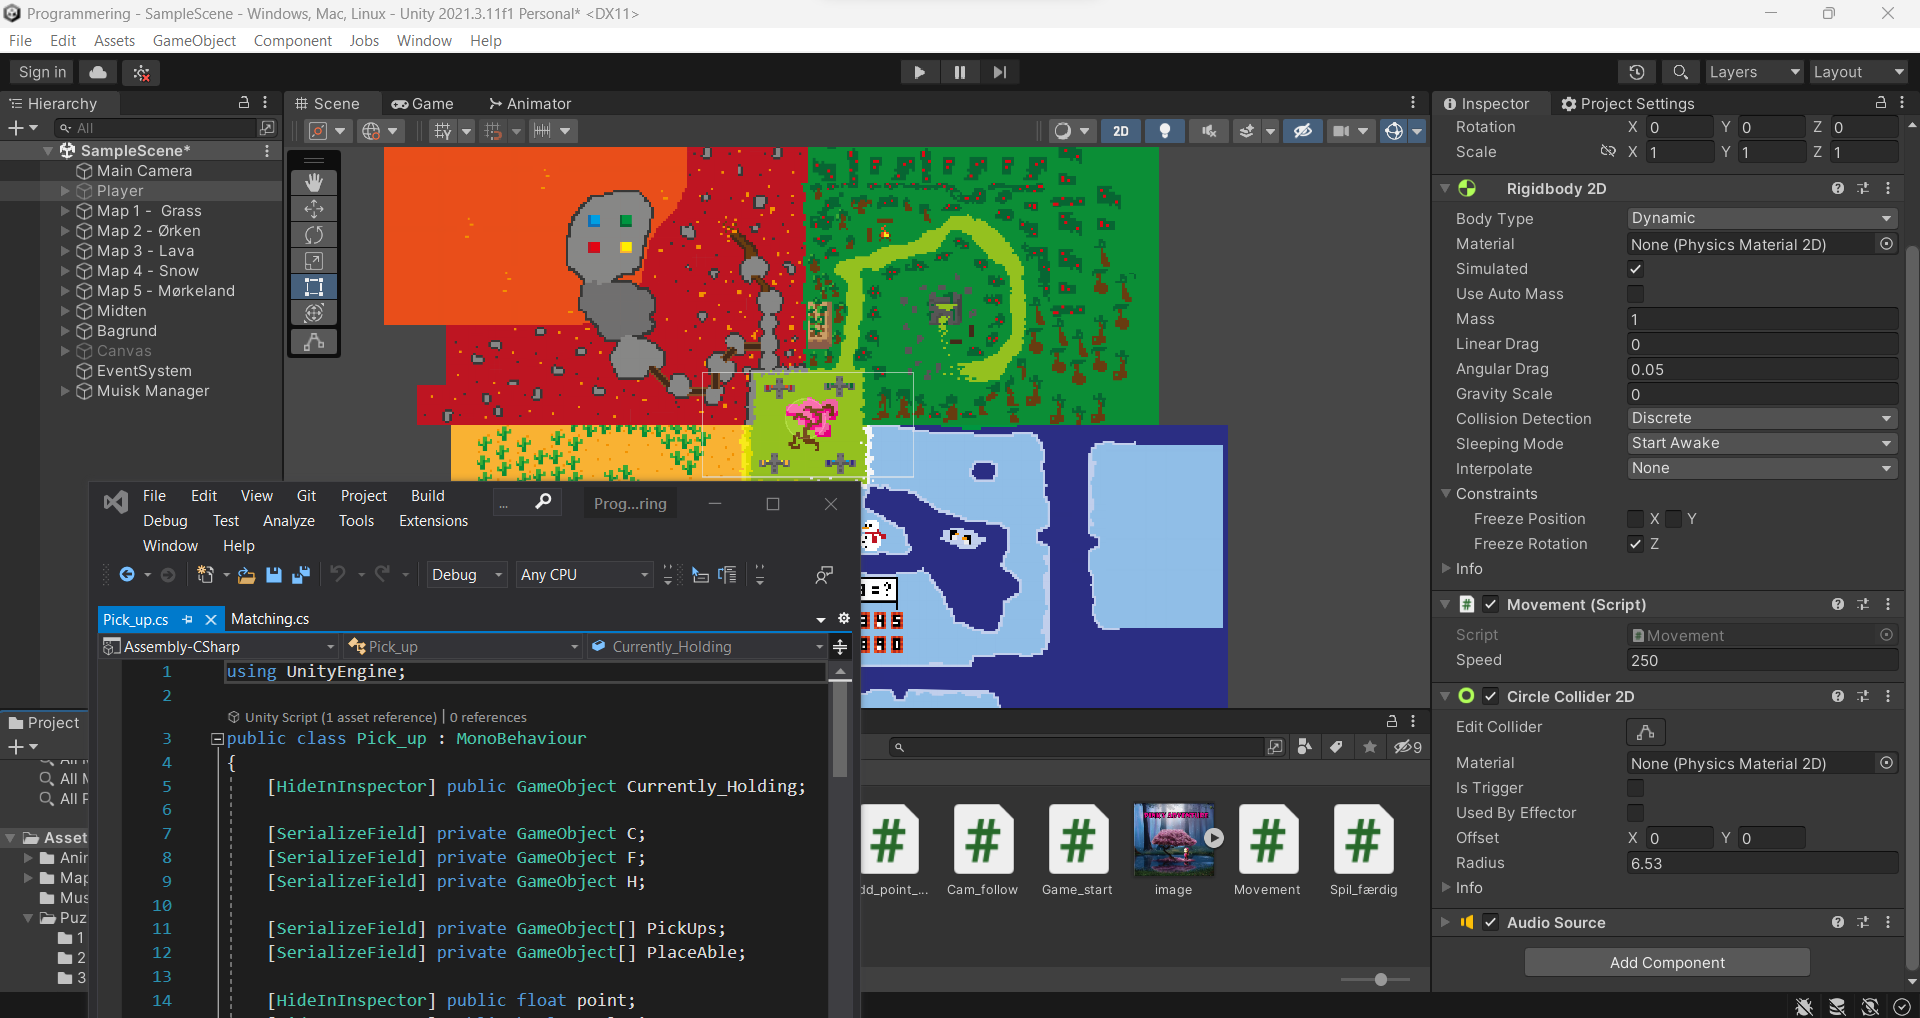 Programmering - SampleScene - Windows, Mac, Linux - Unity 2021.3.11f1 Personal* <DX11>
File Edit Assets GameObject Component Jobs Window Help
Sign in
Layers Layout
Hierarchy
All
SampleScene*
Main Camera
Player
Map 1 - Grass
Map 2 - Ørken
Map 3 - Lava
Map 4 - Snow
Map 5 - Mørkeland
Midten
Bagrund
Canvas
EventSystem
Muisk Manager
Scene Game Animator
2D
Inspector Project Settings
Rotation X 0 Y 0 Z 0
Scale X 1 Y 1 Z 1
Rigidbody 2D
Body Type Dynamic
Material None (Physics Material 2D)
Simulated
Use Auto Mass
Mass 1
Linear Drag 0
Angular Drag 0.05
Gravity Scale 0
Collision Detection Discrete
Sleeping Mode Start Awake
Interpolate None
Constraints
Freeze Position X Y
Freeze Rotation Z
Info
Movement (Script)
Script Movement
Speed 250
Circle Collider 2D
Edit Collider
Material None (Physics Material 2D)
Is Trigger
Used By Effector
Offset X 0 Y 0
Radius 6.53
Info
Audio Source
Add Component
Project
All
All
Asset
Anir
Map
Mus
Puz
1
2
3
File Edit View Git Project Build
Debug Test Analyze Tools Extensions
Window Help
... Prog...ring
Debug Any CPU
Pick_up.cs Matching.cs
Assembly-CSharp Pick_up Currently_Holding
1 using UnityEngine;
2
Unity Script (1 asset reference) | 0 references
3 public class Pick_up : MonoBehaviour
4 {
5 [HideInInspector] public GameObject Currently_Holding;
6
7 [SerializeField] private GameObject C;
8 [SerializeField] private GameObject F;
9 [SerializeField] private GameObject H;
10
11 [SerializeField] private GameObject[] PickUps;
12 [SerializeField] private GameObject[] PlaceAble;
13
14 [HideInInspector] public float point;
= ?
4 5
9 0
9
dd_point_... Cam_follow Game_start image Movement Spil_færdig